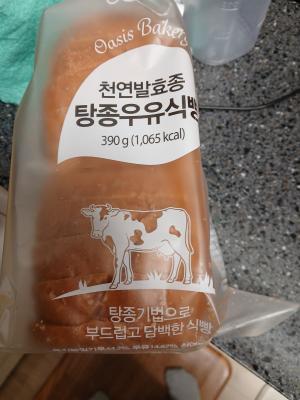 Oasis Bakery
천연발효종
탕종우유식빵
390 g (1,065 kcal)
탕종기법으로
부드럽고 담백한 식빵